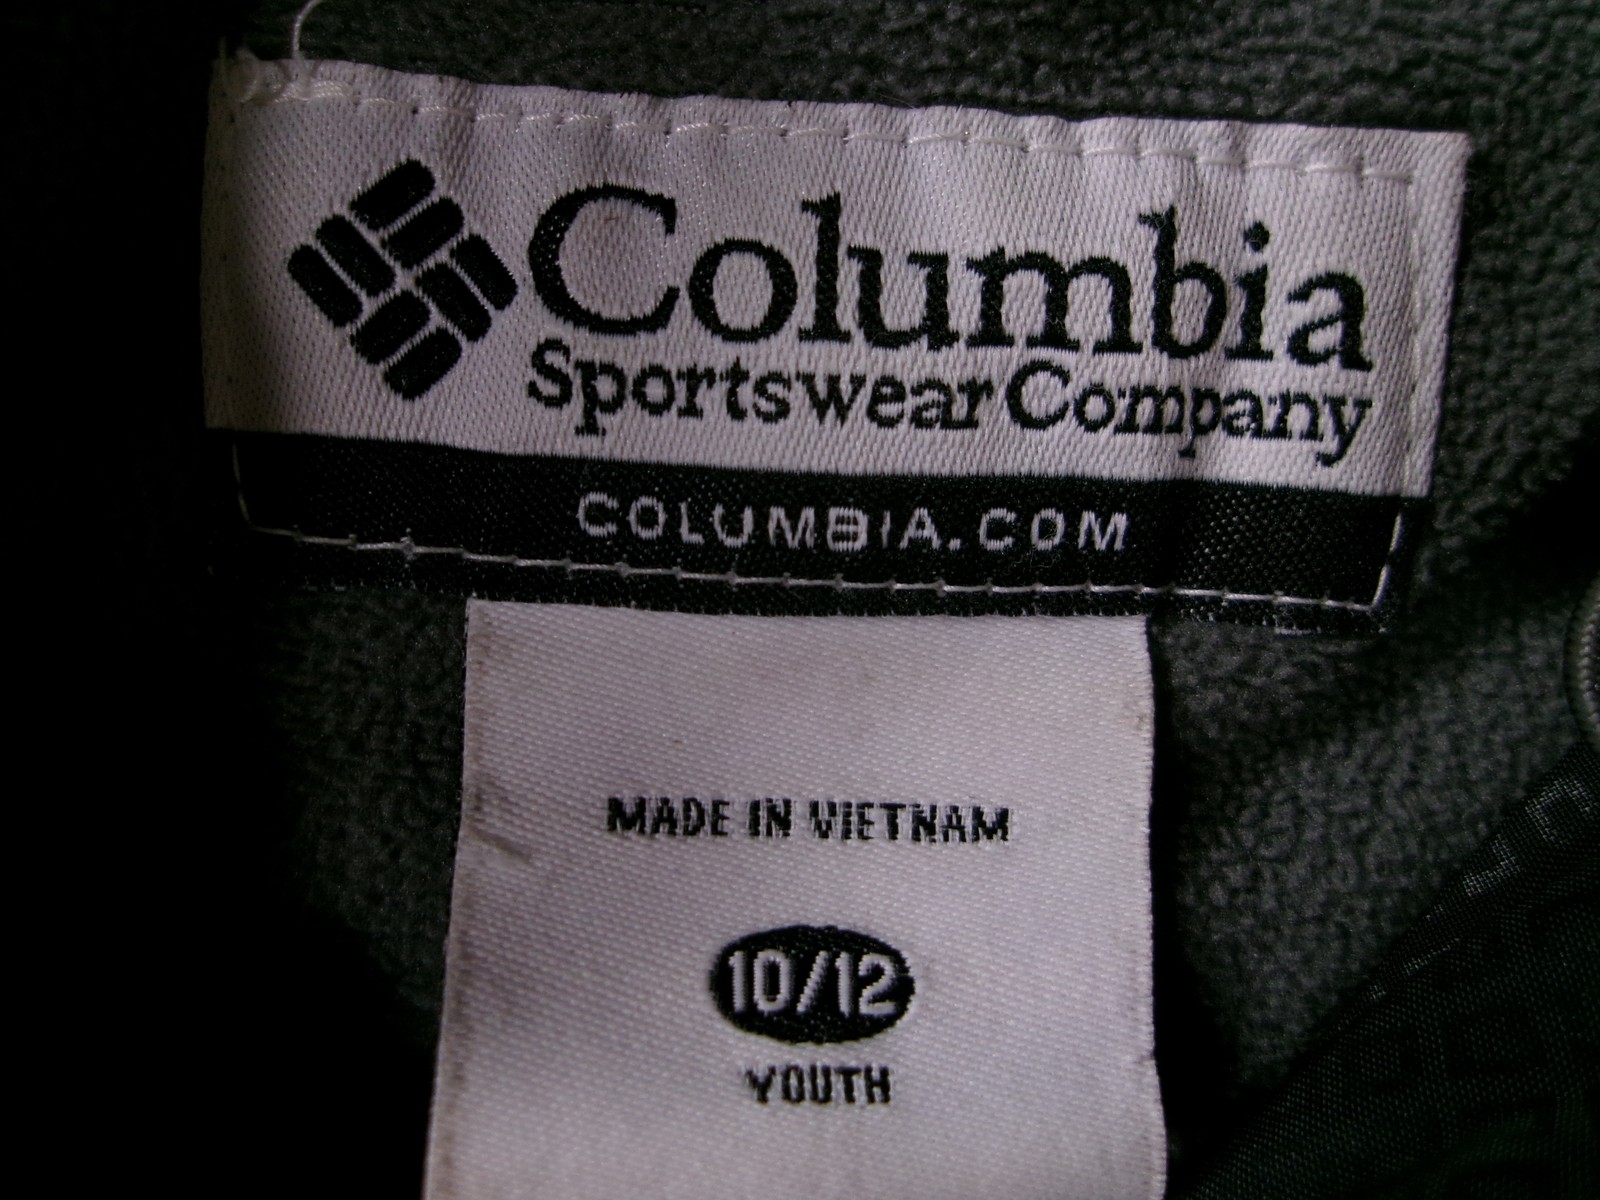 Columbia
Sportswear Company
COLUMBIA.COM
MADE IN VIETNAM
10/12
YOUTH